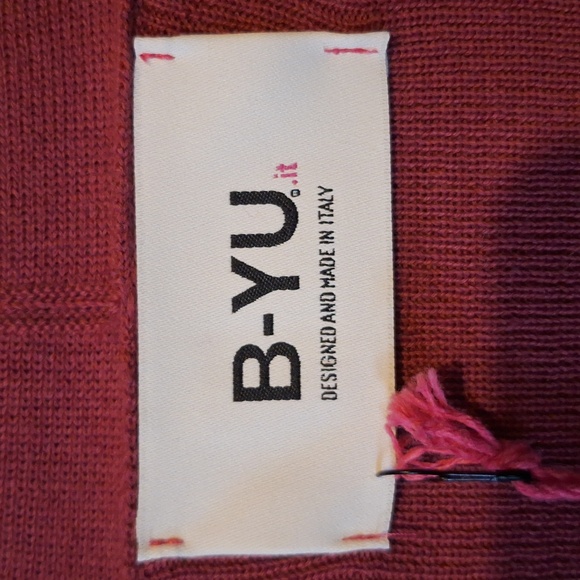 B-YU.it
DESIGNED AND MADE IN ITALY